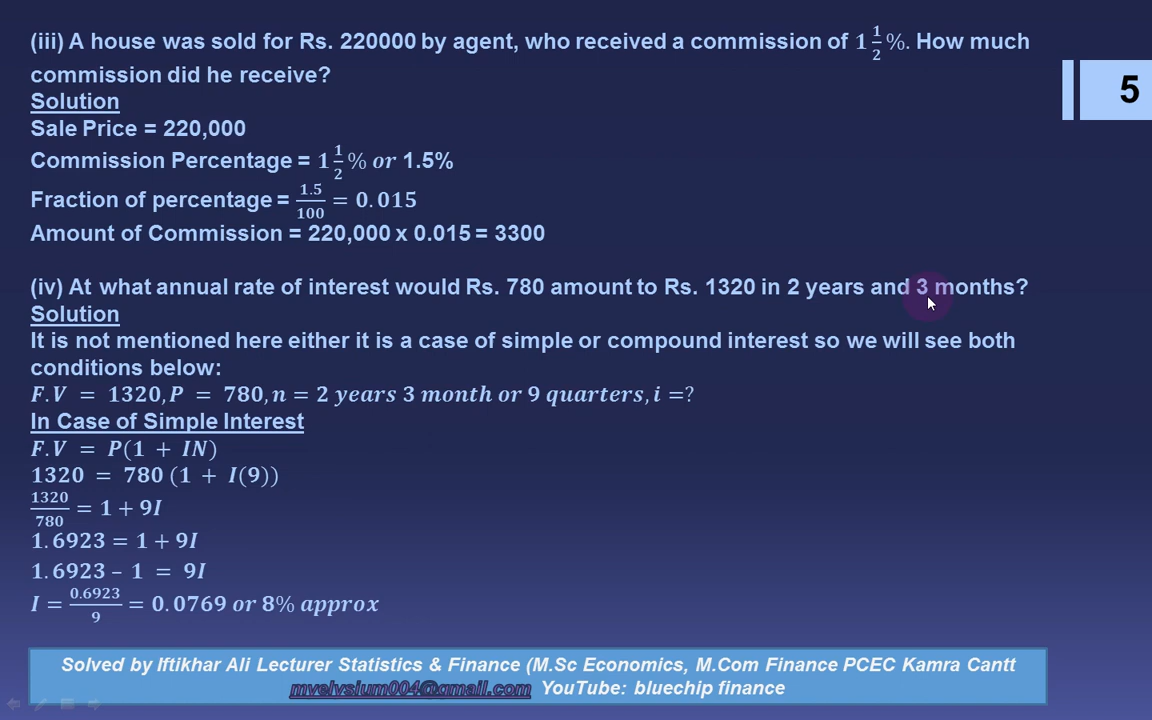 (iii) A house was sold for Rs. 220000 by agent, who received a commission of 1 1/2 %. How much
commission did he receive?
5
Solution
Sale Price = 220,000
Commission Percentage = 1 1/2 % or 1.5%
Fraction of percentage = 1.5/100 = 0.015
Amount of Commission = 220,000 x 0.015 = 3300
(iv) At what annual rate of interest would Rs. 780 amount to Rs. 1320 in 2 years and 3 months?
Solution
It is not mentioned here either it is a case of simple or compound interest so we will see both
conditions below:
F.V = 1320, P = 780, n = 2 years 3 month or 9 quarters, i =?
In Case of Simple Interest
F.V = P(1 + IN)
1320 = 780 (1 + I(9))
1320/780 = 1 + 9I
1.6923 = 1 + 9I
1.6923 – 1 = 9I
I = 0.6923/9 = 0.0769 or 8% approx
Solved by Iftikhar Ali Lecturer Statistics & Finance (M.Sc Economics, M.Com Finance PCEC Kamra Cantt
mvelvsium004@gmail.com YouTube: bluechip finance